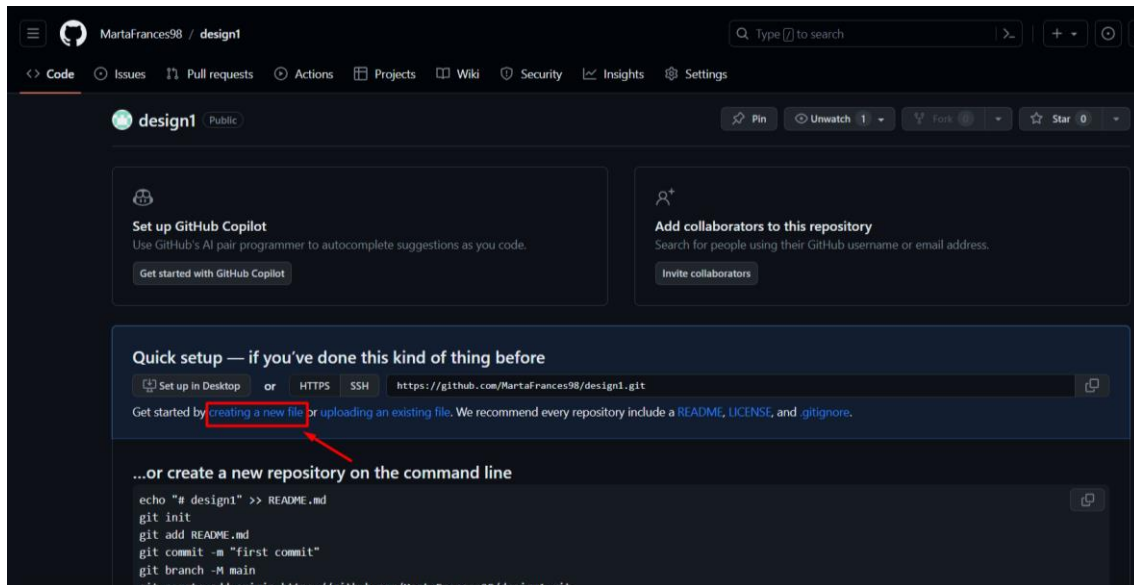 MartaFrances98 / design1
Type / to search
Code Issues Pull requests Actions Projects Wiki Security Insights Settings
design1 Public
Pin Unwatch 1 Fork 0 Star 0
Set up GitHub Copilot
Use GitHub's AI pair programmer to autocomplete suggestions as you code.
Get started with GitHub Copilot
Add collaborators to this repository
Search for people using their GitHub username or email address.
Invite collaborators
Quick setup — if you've done this kind of thing before
Set up in Desktop or HTTPS SSH https://github.com/MartaFrances98/design1.git
Get started by creating a new file or uploading an existing file. We recommend every repository include a README, LICENSE, and .gitignore.
...or create a new repository on the command line
echo "# design1" >> README.md
git init
git add README.md
git commit -m "first commit"
git branch -M main